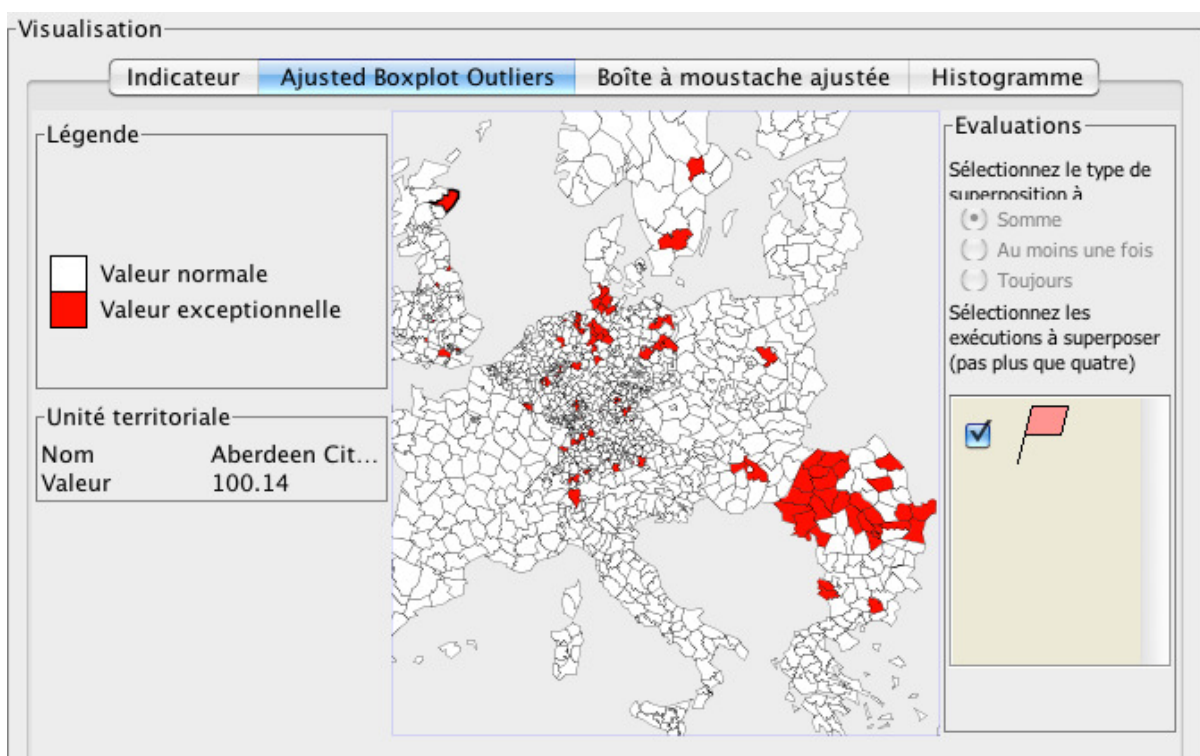 Visualisation
Indicateur
Ajusted Boxplot Outliers
Boîte à moustache ajustée
Histogramme
Légende
Valeur normale
Valeur exceptionnelle
Unité territoriale
Nom Aberdeen Cit...
Valeur 100.14
Evaluations
Sélectionnez le type de
superposition à
Somme
Au moins une fois
Toujours
Sélectionnez les
exécutions à superposer
(pas plus que quatre)